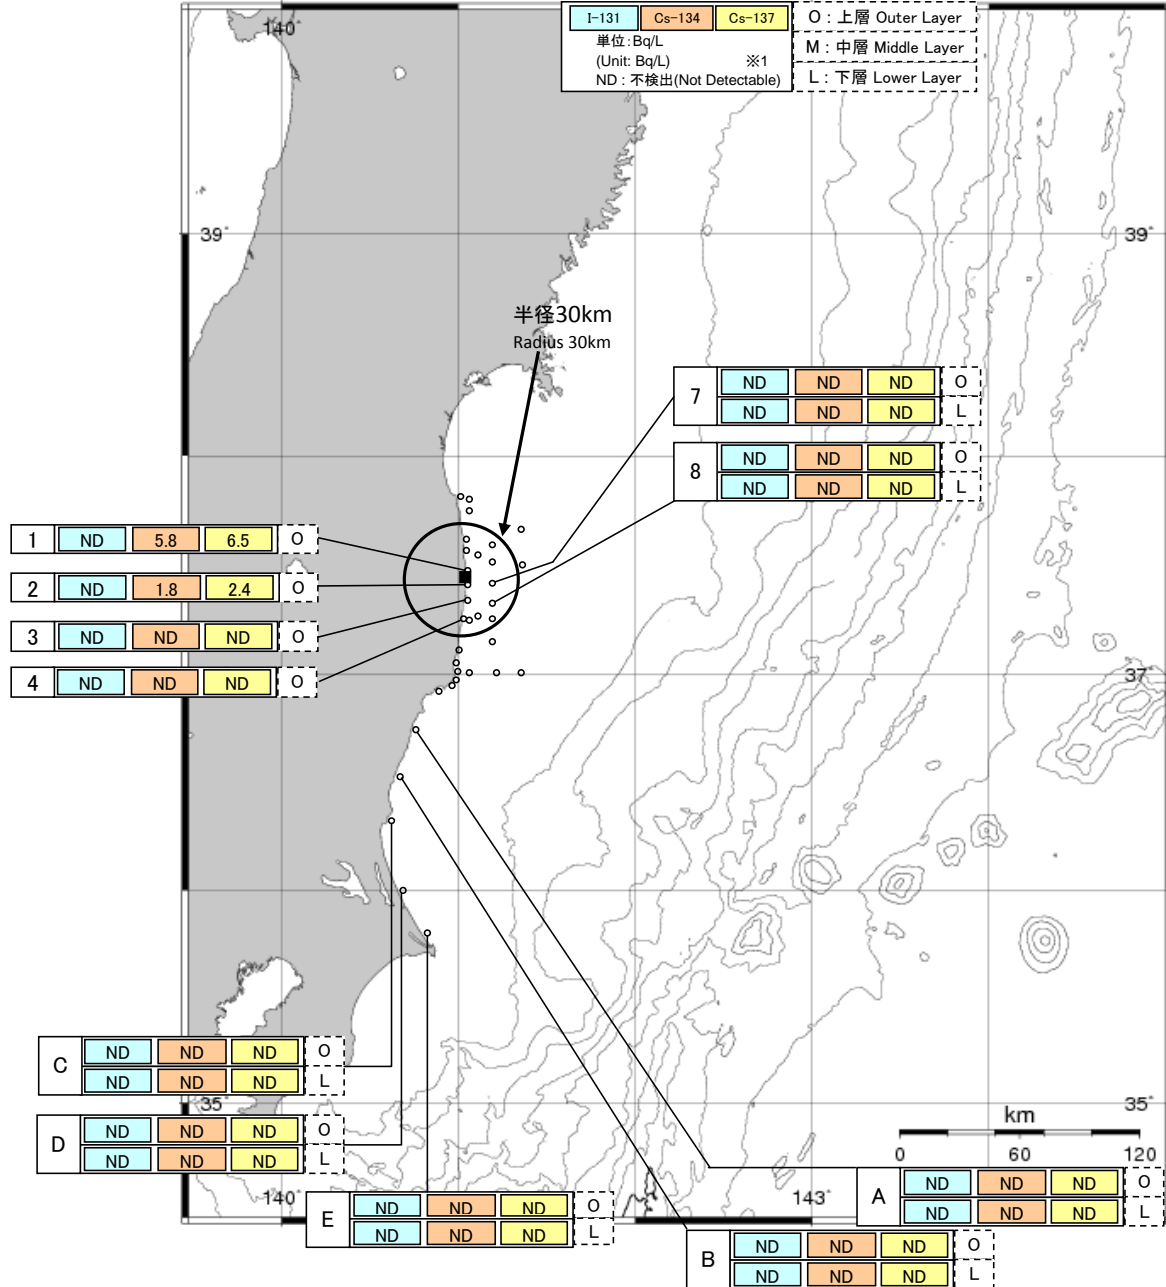 I-131 Cs-134 Cs-137
単位:Bq/L
(Unit: Bq/L) ※1
ND : 不検出(Not Detectable)
O : 上層 Outer Layer
M : 中層 Middle Layer
L : 下層 Lower Layer
140°
39° 39°
半径30km
Radius 30km
7 ND ND ND O
ND ND ND L
8 ND ND ND O
ND ND ND L
1 ND 5.8 6.5 O
2 ND 1.8 2.4 O
3 ND ND ND O
4 ND ND ND O
37°
C ND ND ND O
ND ND ND L
35° 35°
D ND ND ND O
ND ND ND L
km
0 60 120
140° 143°
A ND ND ND O
ND ND ND L
E ND ND ND O
ND ND ND L
B ND ND ND O
ND ND ND L